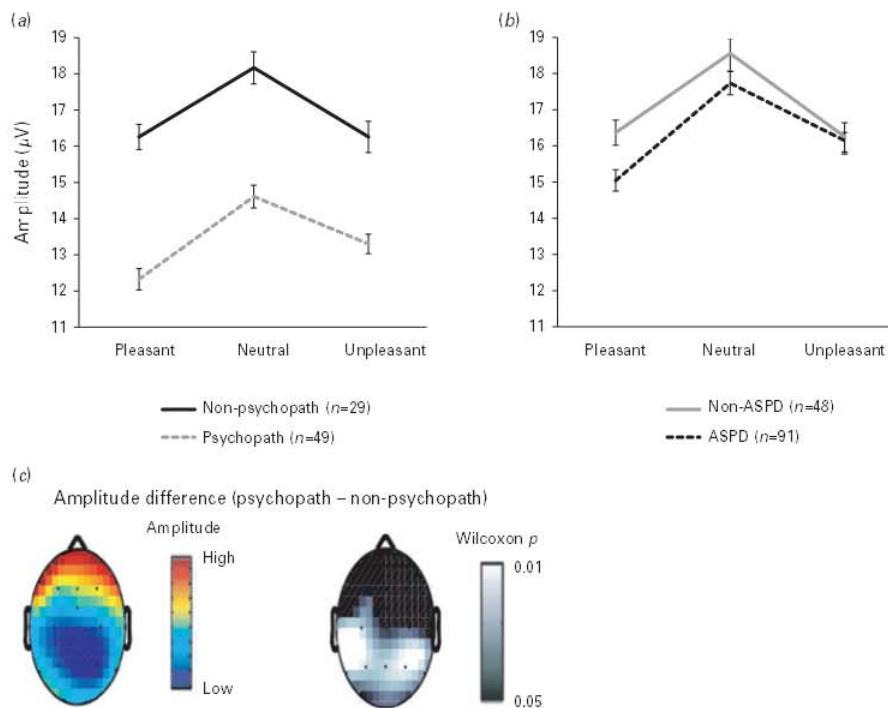 (a)
19
18
17
16
15
14
13
12
11
Amplitude (µV)
Pleasant Neutral Unpleasant
Non-psychopath (n=29)
Psychopath (n=49)
(b)
19
18
17
16
15
14
13
12
11
Pleasant Neutral Unpleasant
Non-ASPD (n=48)
ASPD (n=91)
(c)
Amplitude difference (psychopath – non-psychopath)
Amplitude
High
Low
Wilcoxon p
0.01
0.05